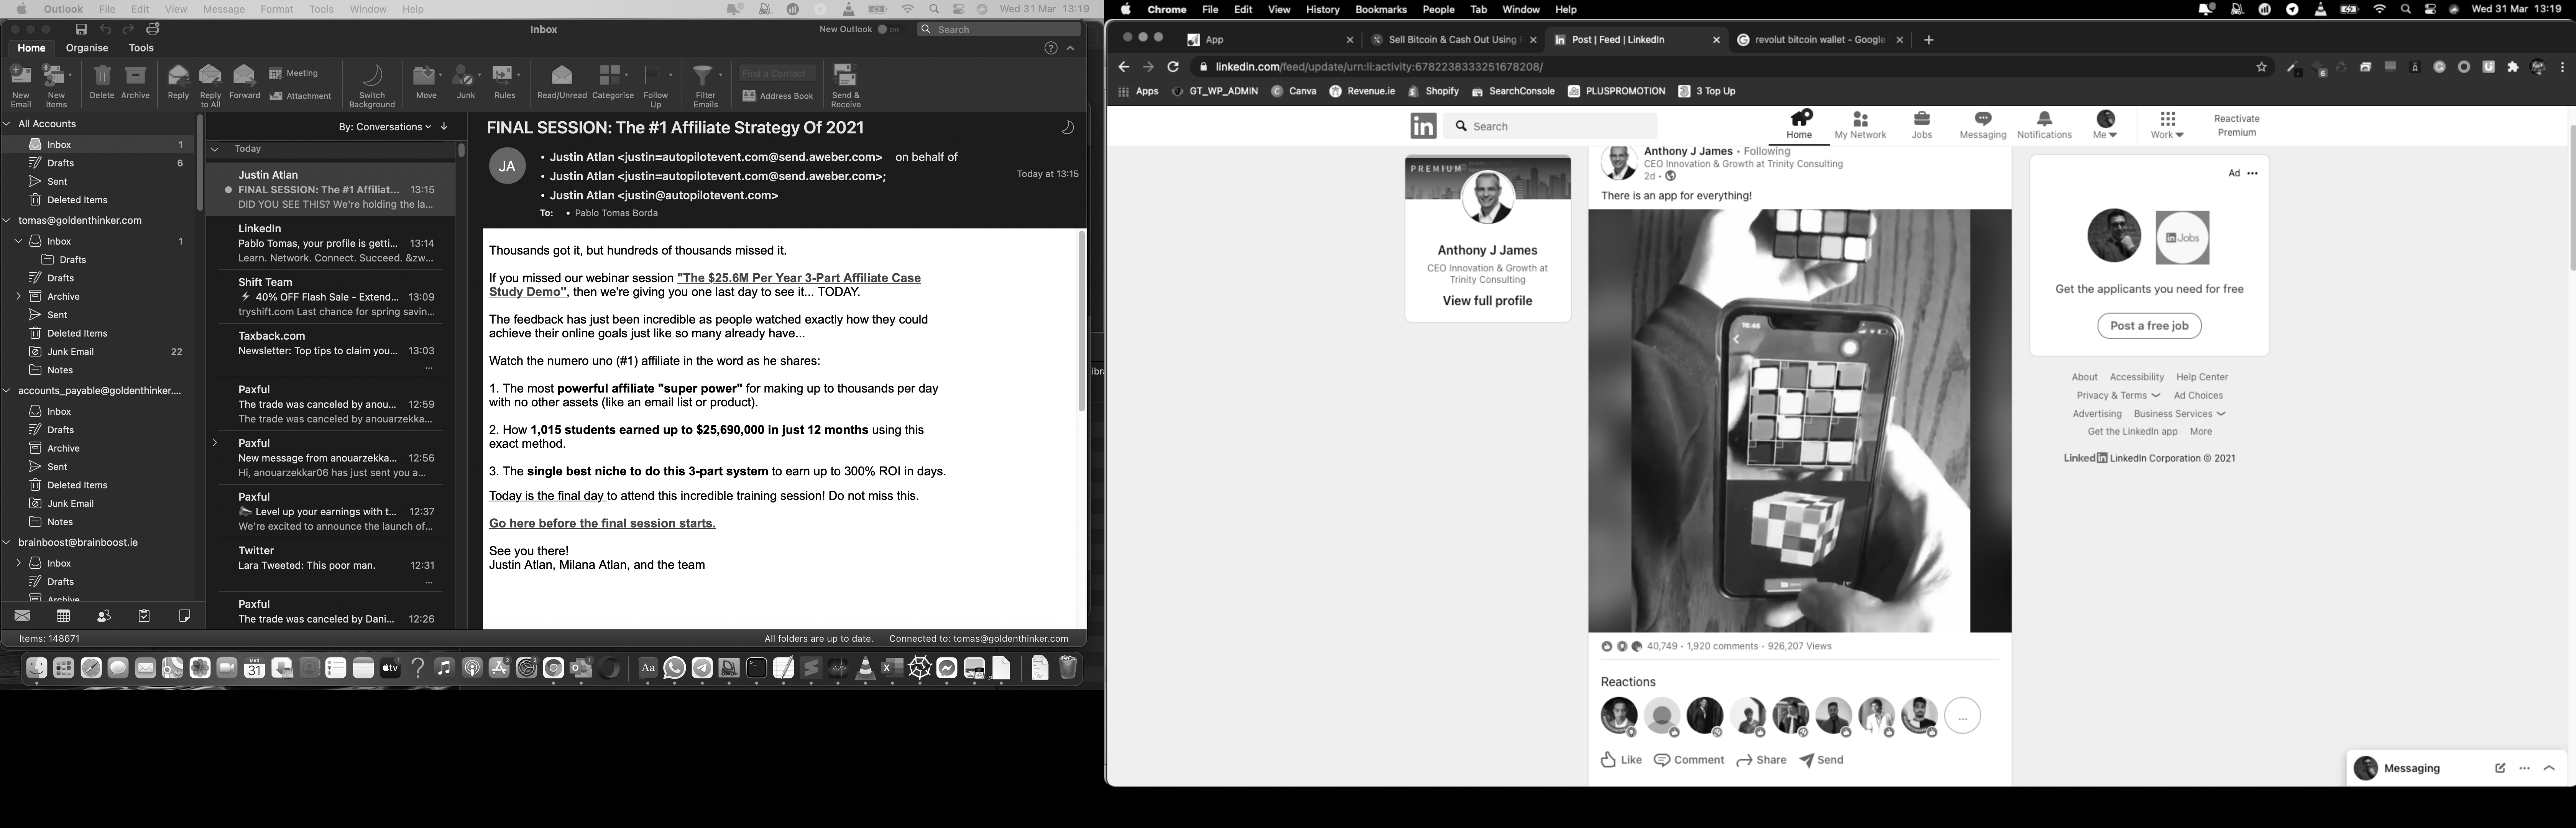 Outlook File Edit View Message Format Tools Window Help
Wed 31 Mar 13:19
Inbox
New Outlook
Search
Home Organise Tools
New Email
New Items
Delete
Archive
Reply
Reply to All
Forward
Meeting
Attachment
Switch Background
Move
Junk
Rules
Read/Unread
Categorise
Follow Up
Filter Emails
Find a Contact
Address Book
Send & Receive
All Accounts
Inbox 1
Drafts 6
Sent
Deleted Items
tomas@goldenthinker.com
Inbox 1
Drafts
Drafts
Archive
Sent
Deleted Items
Junk Email 22
Notes
accounts_payable@goldenthinker....
Inbox
Drafts
Archive
Sent
Deleted Items
Junk Email
Notes
brainboost@brainboost.ie
Inbox
Drafts
Archive
Items: 148671
By: Conversations
Today
Justin Atlan
FINAL SESSION: The #1 Affiliat... 13:15
DID YOU SEE THIS? We're holding the la...
LinkedIn
Pablo Tomas, your profile is getti... 13:14
Learn. Network. Connect. Succeed. &zw...
Shift Team
40% OFF Flash Sale - Extend... 13:09
tryshift.com Last chance for spring savin...
Taxback.com
Newsletter: Top tips to claim you... 13:03
...
Paxful
The trade was canceled by anou... 12:59
The trade was canceled by anouarzekka...
Paxful
New message from anouarzekka... 12:56
Hi, anouarzekkar06 has just sent you a...
Paxful
Level up your earnings with t... 12:37
We're excited to announce the launch of...
Twitter
Lara Tweeted: This poor man. 12:31
...
Paxful
The trade was canceled by Dani... 12:26
FINAL SESSION: The #1 Affiliate Strategy Of 2021
JA
• Justin Atlan <justin=autopilotevent.com@send.aweber.com> on behalf of
• Justin Atlan <justin=autopilotevent.com@send.aweber.com>;
• Justin Atlan <justin@autopilotevent.com>
Today at 13:15
To: • Pablo Tomas Borda
Thousands got it, but hundreds of thousands missed it.
If you missed our webinar session "The $25.6M Per Year 3-Part Affiliate Case
Study Demo", then we're giving you one last day to see it... TODAY.
The feedback has just been incredible as people watched exactly how they could
achieve their online goals just like so many already have...
Watch the numero uno (#1) affiliate in the word as he shares:
1. The most powerful affiliate "super power" for making up to thousands per day
with no other assets (like an email list or product).
2. How 1,015 students earned up to $25,690,000 in just 12 months using this
exact method.
3. The single best niche to do this 3-part system to earn up to 300% ROI in days.
Today is the final day to attend this incredible training session! Do not miss this.
Go here before the final session starts.
See you there!
Justin Atlan, Milana Atlan, and the team
All folders are up to date. Connected to: tomas@goldenthinker.com
MAR
31
tv
Aa
Chrome File Edit View History Bookmarks People Tab Window Help
Wed 31 Mar 13:19
App
Sell Bitcoin & Cash Out Using
Post | Feed | LinkedIn
revolut bitcoin wallet - Google
linkedin.com/feed/update/urn:li:activity:6782238333251678208/
6
Apps GT_WP_ADMIN Canva Revenue.ie Shopify SearchConsole PLUSPROMOTION 3 Top Up
in
Search
Home My Network Jobs Messaging Notifications Me Work
Reactivate
Premium
PREMIUM
Anthony J James
CEO Innovation & Growth at
Trinity Consulting
View full profile
Anthony J James • Following
CEO Innovation & Growth at Trinity Consulting
2d •
There is an app for everything!
16:46
40,749 • 1,920 comments • 926,207 Views
Reactions
...
Like Comment Share Send
Ad ...
in Jobs
Get the applicants you need for free
Post a free job
About Accessibility Help Center
Privacy & Terms Ad Choices
Advertising Business Services
Get the LinkedIn app More
LinkedIn LinkedIn Corporation © 2021
Messaging